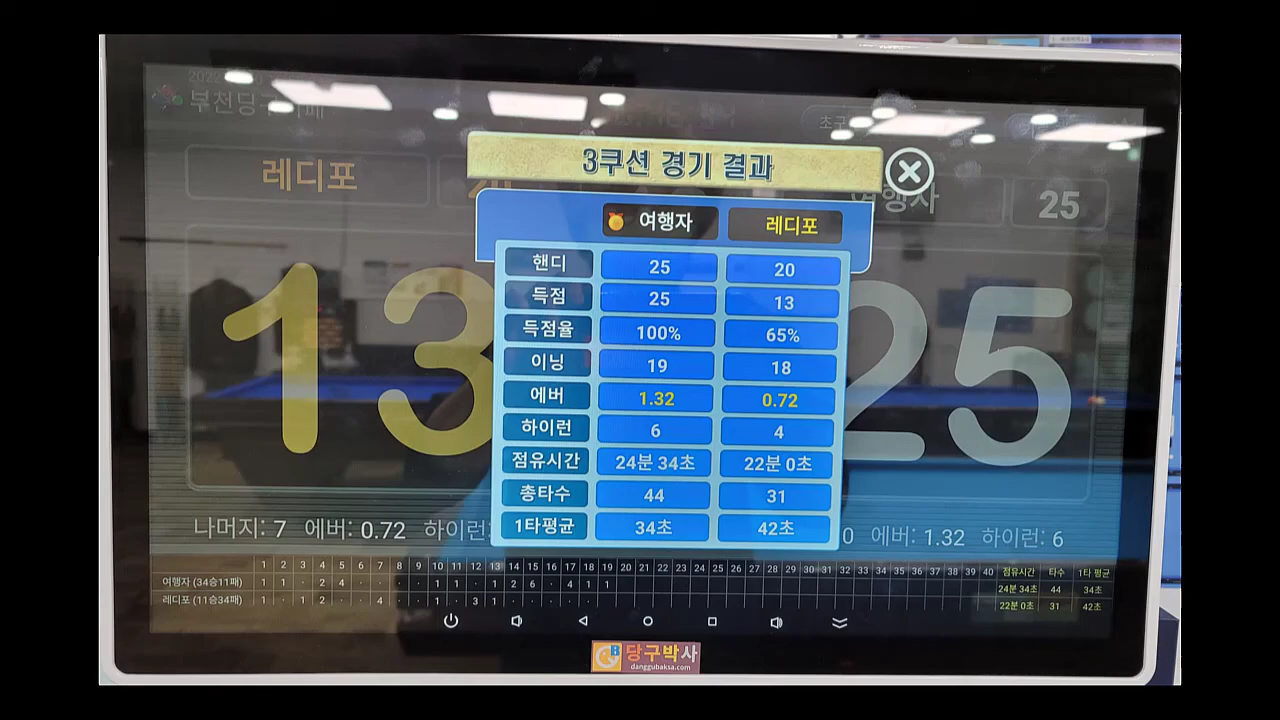 2022
부천딩
초구
3쿠션 경기 결과
레디포
여행자
25
여행자 레디포
핸디 25 20
득점 25 13
득점율 100% 65%
이닝 19 18
에버 1.32 0.72
하이런 6 4
점유시간 24분 34초 22분 0초
총타수 44 31
1타평균 34초 42초
13
25
나머지: 7 에버: 0.72 하이런:
0 에버: 1.32 하이런: 6
1 2 3 4 5 6 7 8 9 10 11 12 13 14 15 16 17 18 19 20 21 22 23 24 25 26 27 28 29 30 31 32 33 34 35 36 37 38 39 40 점유시간 타수 1타 평균
여행자 (34승11패) 1 1 · 2 4 · · · · 1 1 · 1 2 6 · 4 1 1 24분 34초 44 34초
레디포 (11승34패) 1 · 1 2 · · 4 · · 1 · 3 1 · · · · · 22분 0초 31 42초
당구박사
danggubaksa.com